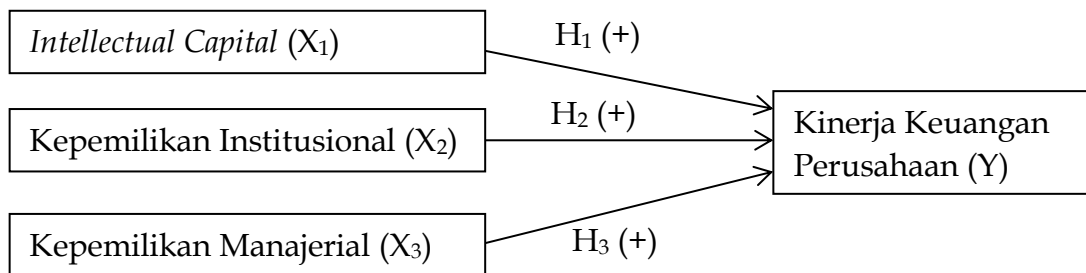 Intellectual Capital (X₁)
H₁ (+)
Kepemilikan Institusional (X₂)
H₂ (+)
Kinerja Keuangan
Perusahaan (Y)
Kepemilikan Manajerial (X₃)
H₃ (+)